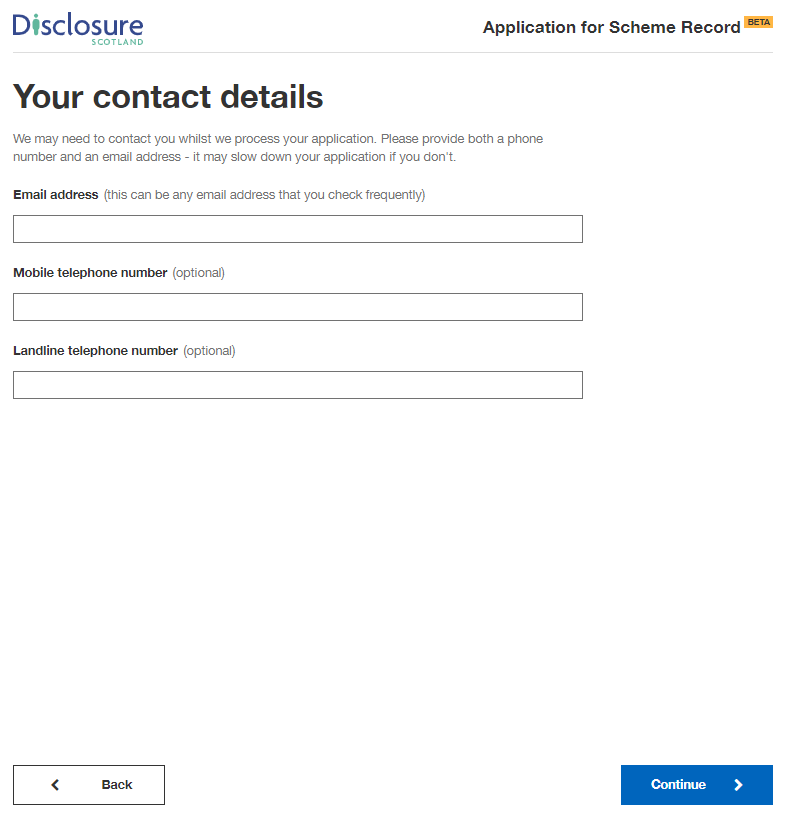 Disclosure
SCOTLAND
Application for Scheme Record BETA
Your contact details
We may need to contact you whilst we process your application. Please provide both a phone
number and an email address - it may slow down your application if you don't.
Email address (this can be any email address that you check frequently)
Mobile telephone number (optional)
Landline telephone number (optional)
Back
Continue